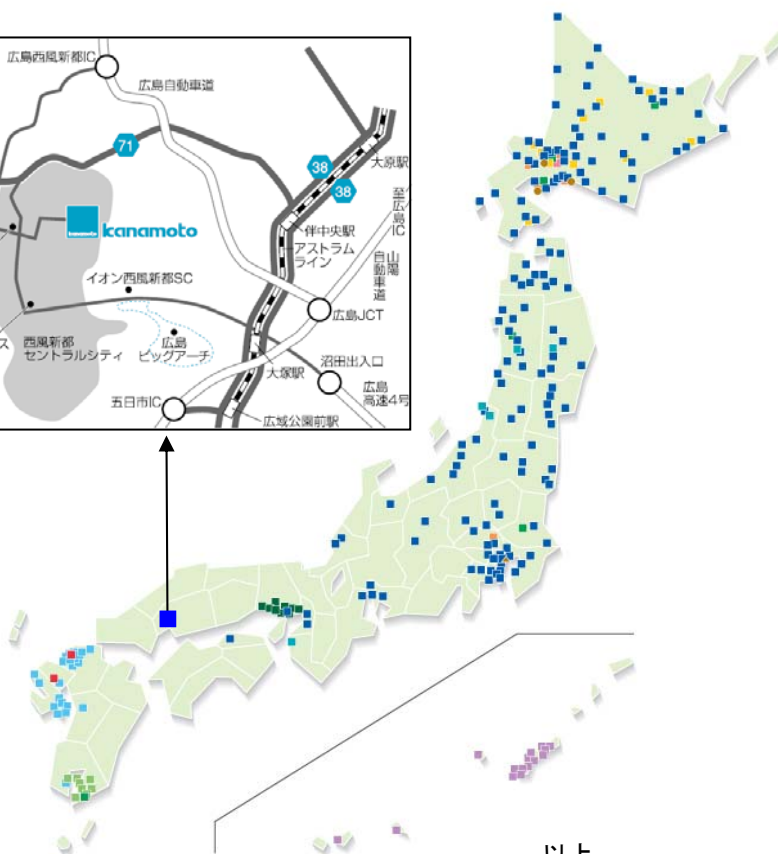 広島西風新都IC
広島自動車道
71
38
38
大原駅
至広島IC
kanamoto
伴中央駅
アストラム
ライン
山陽
自動車道
イオン西風新都SC
広島JCT
ス
西風新都
セントラルシティ
広島
ビッグアーチ
沼田出入口
大塚駅
広島
高速4号
五日市IC
広域公園前駅
以上